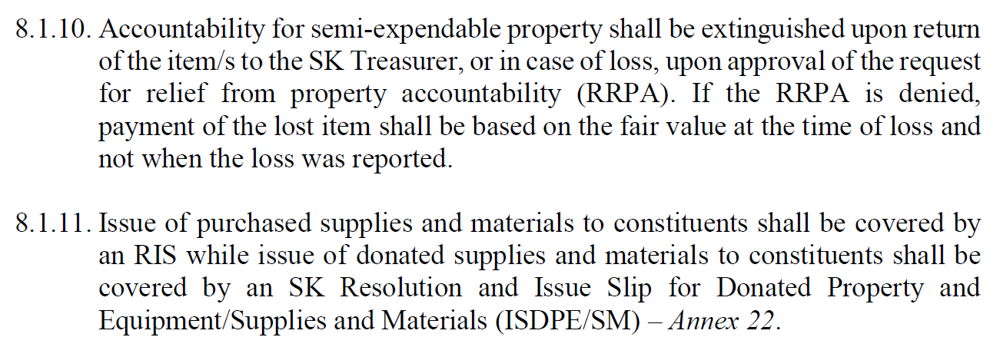 8.1.10. Accountability for semi-expendable property shall be extinguished upon return
of the item/s to the SK Treasurer, or in case of loss, upon approval of the request
for relief from property accountability (RRPA). If the RRPA is denied,
payment of the lost item shall be based on the fair value at the time of loss and
not when the loss was reported.
8.1.11. Issue of purchased supplies and materials to constituents shall be covered by
an RIS while issue of donated supplies and materials to constituents shall be
covered by an SK Resolution and Issue Slip for Donated Property and
Equipment/Supplies and Materials (ISDPE/SM) – Annex 22.